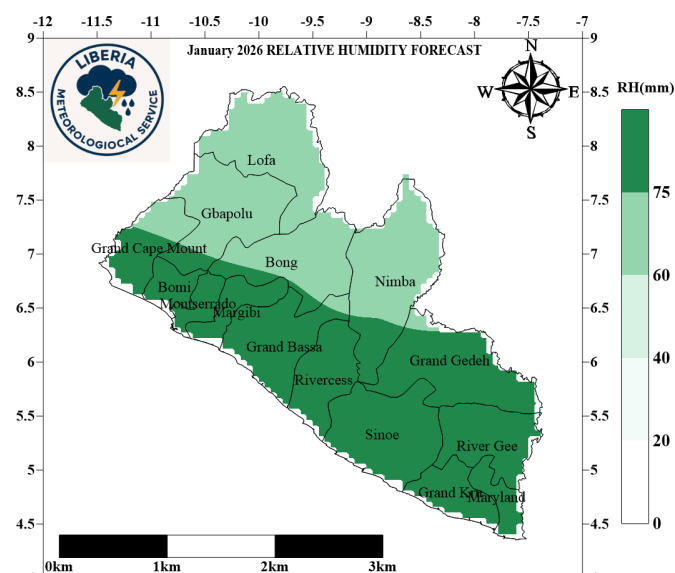 -12 -11.5 -11 -10.5 -10 -9.5 -9 -8.5 -8 -7.5 -7
9 9
January 2026 RELATIVE HUMIDITY FORECAST
LIBERIA
METEOROLOGIOCAL SERVICE
N
W E
S
RH(mm)
8.5 8.5
8 8
Lofa
7.5 7.5
75
Gbapolu
7 7
Grand Cape Mount
Bong
60
Nimba
Bomi
6.5 6.5
Montserrado
Margibi
40
6 6
Grand Bassa
Grand Gedeh
Rivercess
5.5 5.5
20
Sinoe
River Gee
5 5
Grand Kru
Maryland
4.5 4.5
0
0km 1km 2km 3km